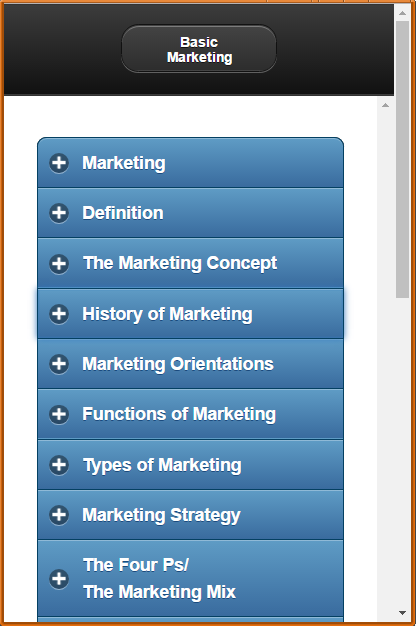 Basic
Marketing
Marketing
Definition
The Marketing Concept
History of Marketing
Marketing Orientations
Functions of Marketing
Types of Marketing
Marketing Strategy
The Four Ps/
The Marketing Mix